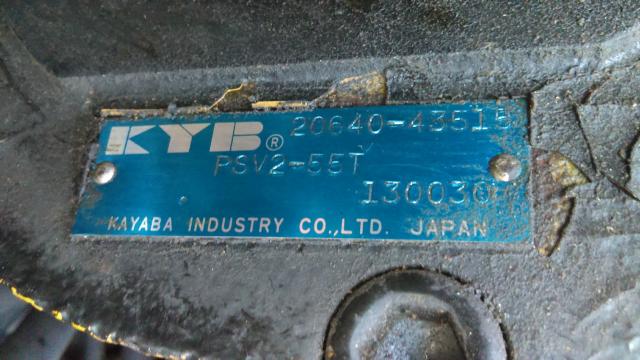 KYB® 20640-43515
PSV2-55T
130030
KAYABA INDUSTRY CO.,LTD. JAPAN